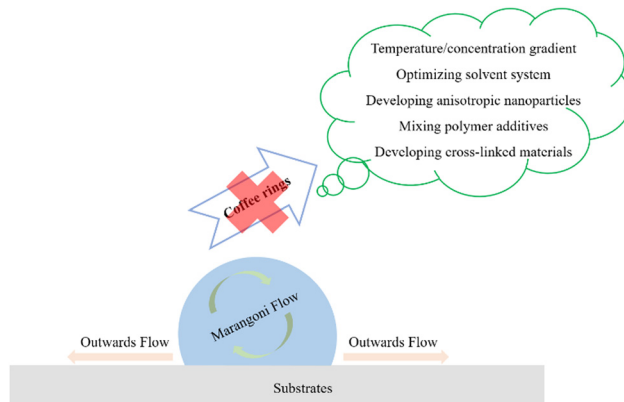 Temperature/concentration gradient
Optimizing solvent system
Developing anisotropic nanoparticles
Mixing polymer additives
Developing cross-linked materials
Coffee rings
Marangoni Flow
Outwards Flow
Outwards Flow
Substrates